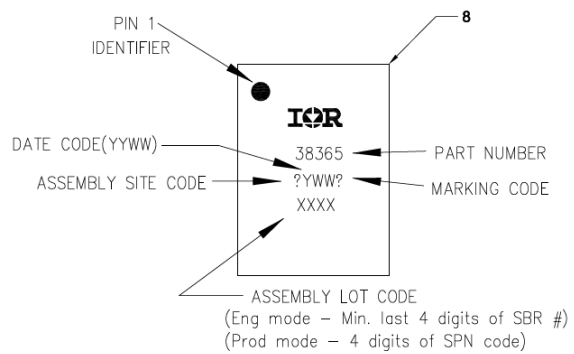 PIN 1
IDENTIFIER
8
IOR
DATE CODE(YYWW)
38365
PART NUMBER
ASSEMBLY SITE CODE
?YWW?
MARKING CODE
XXXX
ASSEMBLY LOT CODE
(Eng mode – Min. last 4 digits of SBR #)
(Prod mode – 4 digits of SPN code)